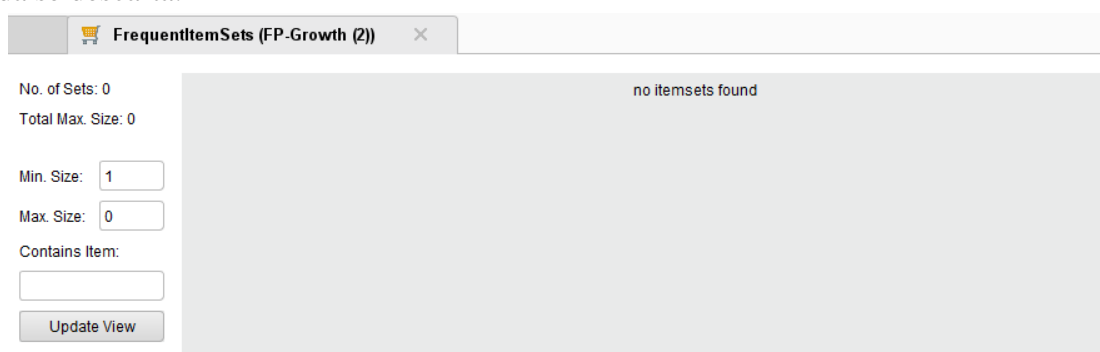 FrequentItemSets (FP-Growth (2))
No. of Sets: 0
no itemsets found
Total Max. Size: 0
Min. Size: 1
Max. Size: 0
Contains Item:
Update View